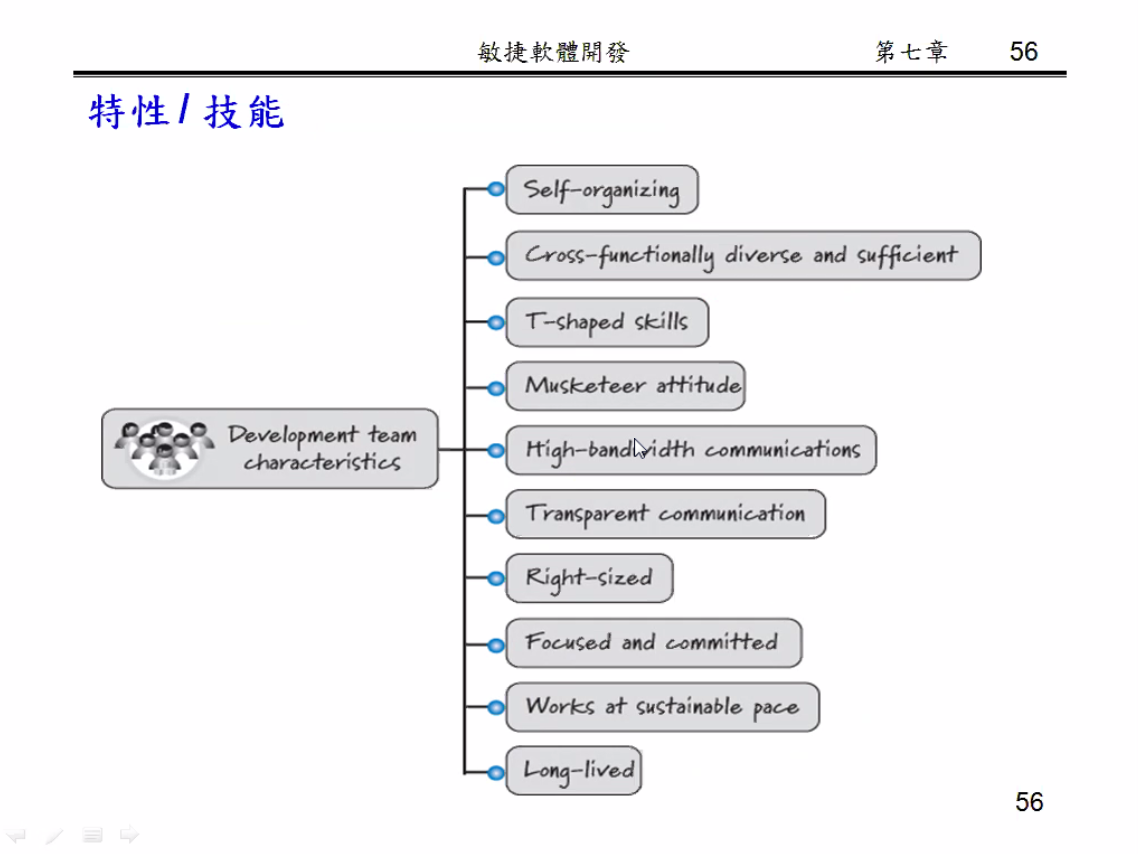 敏捷軟體開發 第七章 56
特性/技能
Self-organizing
Cross-functionally diverse and sufficient
T-shaped skills
Musketeer attitude
Development team
characteristics
High-bandwidth communications
Transparent communication
Right-sized
Focused and committed
Works at sustainable pace
Long-lived
56